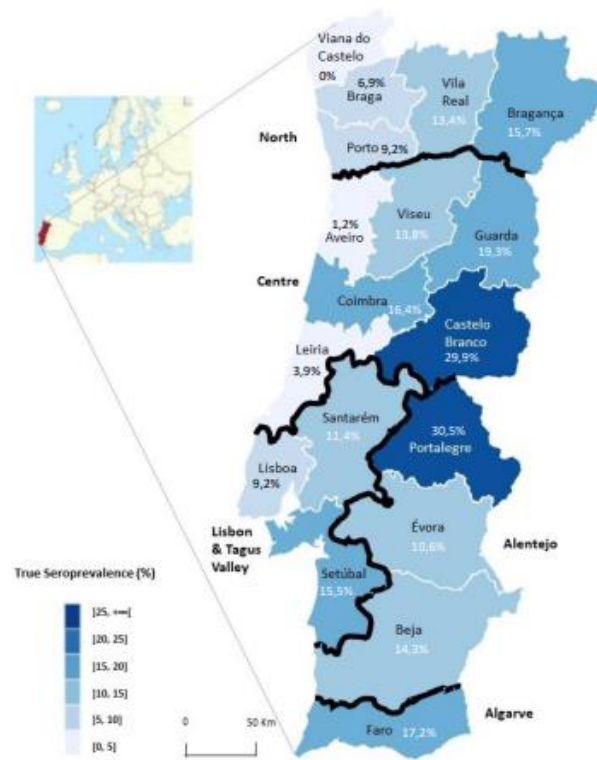 Viana do
Castelo
0%
6,9%
Braga
Vila
Real
13,4%
Bragança
15,7%
North
Porto 9,2%
1,2%
Aveiro
Viseu
13,8%
Guarda
19,3%
Centre
Coimbra
16,4%
Castelo
Branco
29,9%
Leiria
3,9%
Santarém
11,4%
30,5%
Portalegre
Lisboa
9,2%
Lisbon
& Tagus
Valley
Évora
10,6%
Alentejo
True Seroprevalence (%)
Setúbal
15,5%
]25, +∞[
]20, 25]
]15, 20]
]10, 15]
]5, 10]
[0, 5]
Beja
14,3%
0
50 Km
Algarve
Faro
17,2%